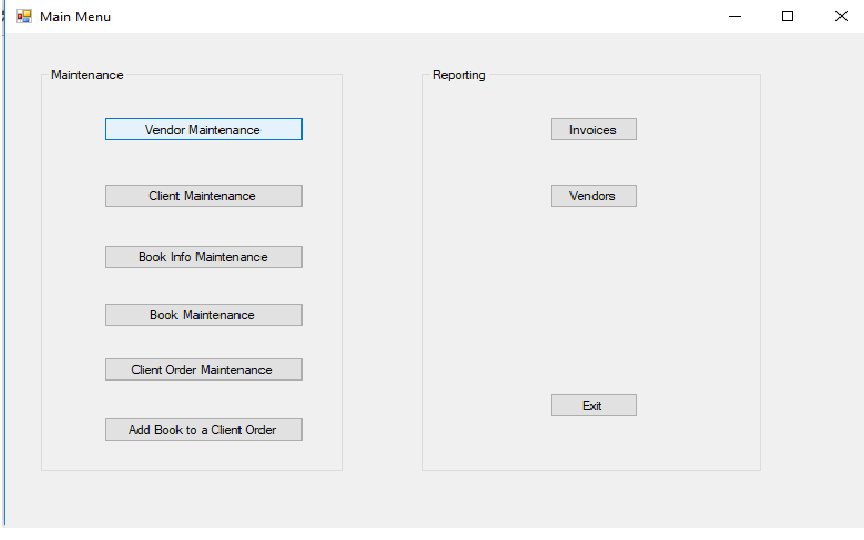 Main Menu
Maintenance
Vendor Maintenance
Client Maintenance
Book Info Maintenance
Book Maintenance
Client Order Maintenance
Add Book to a Client Order
Reporting
Invoices
Vendors
Exit